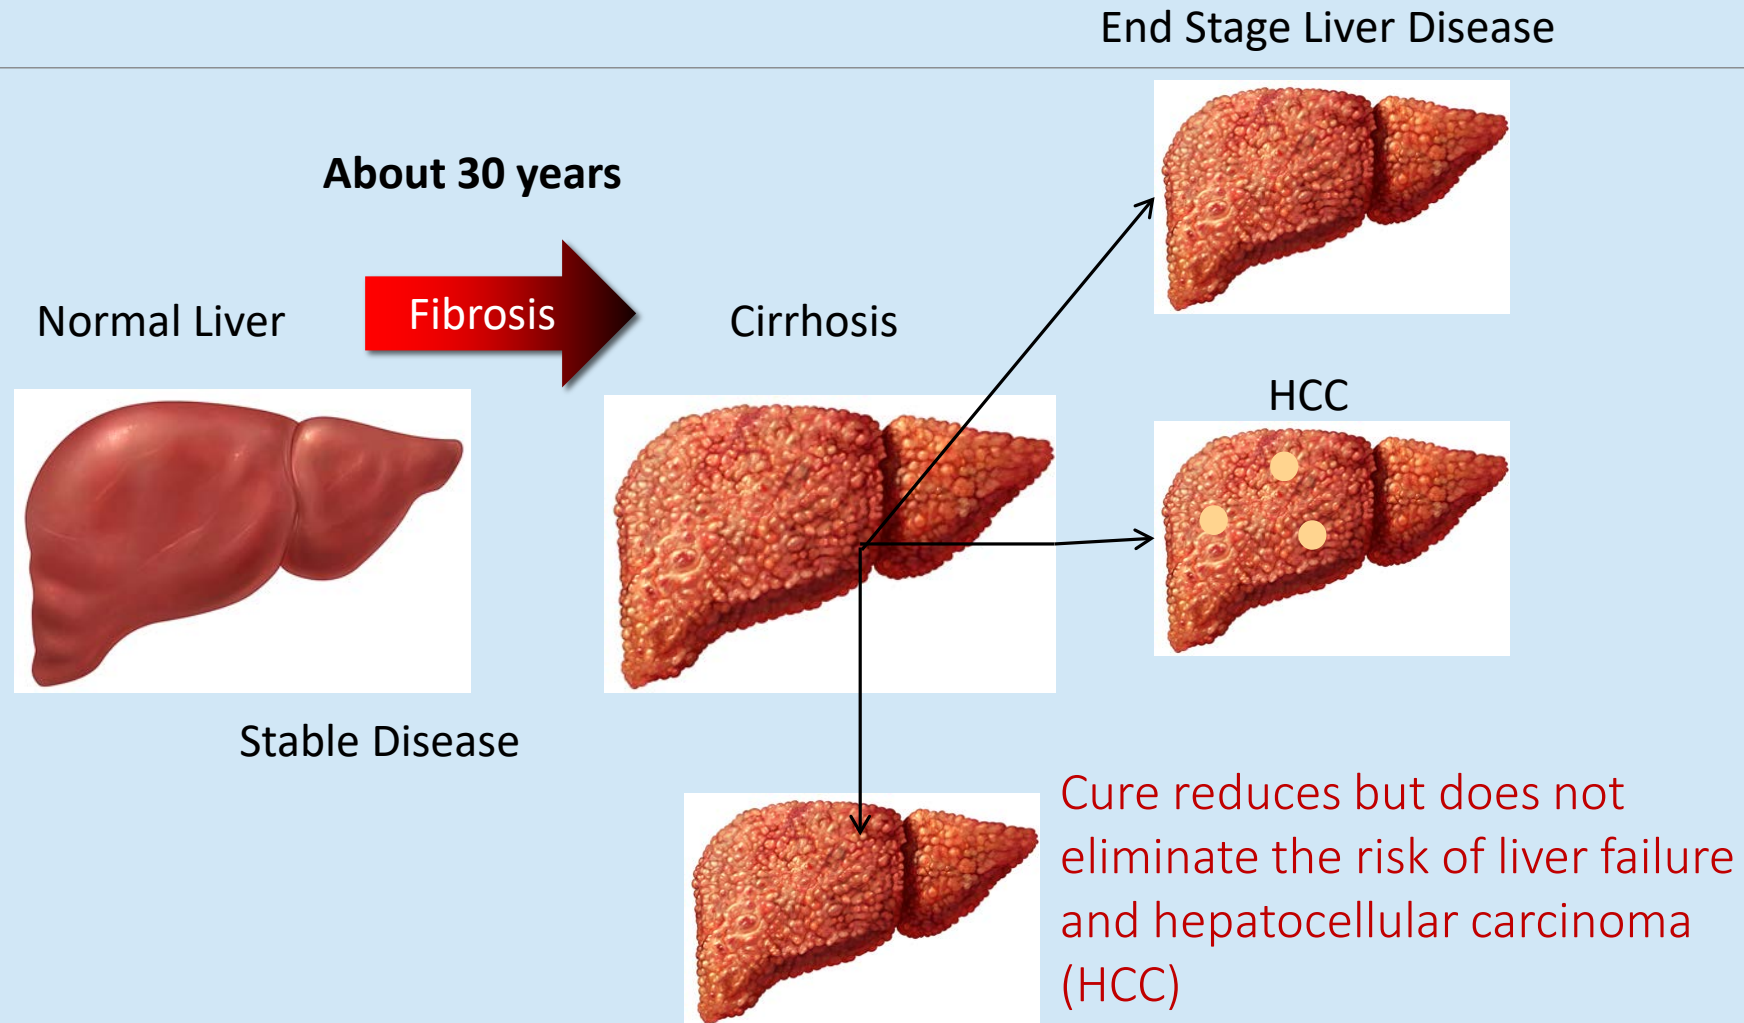 End Stage Liver Disease
About 30 years
Normal Liver
Fibrosis
Cirrhosis
HCC
Stable Disease
Cure reduces but does not
eliminate the risk of liver failure
and hepatocellular carcinoma
(HCC)